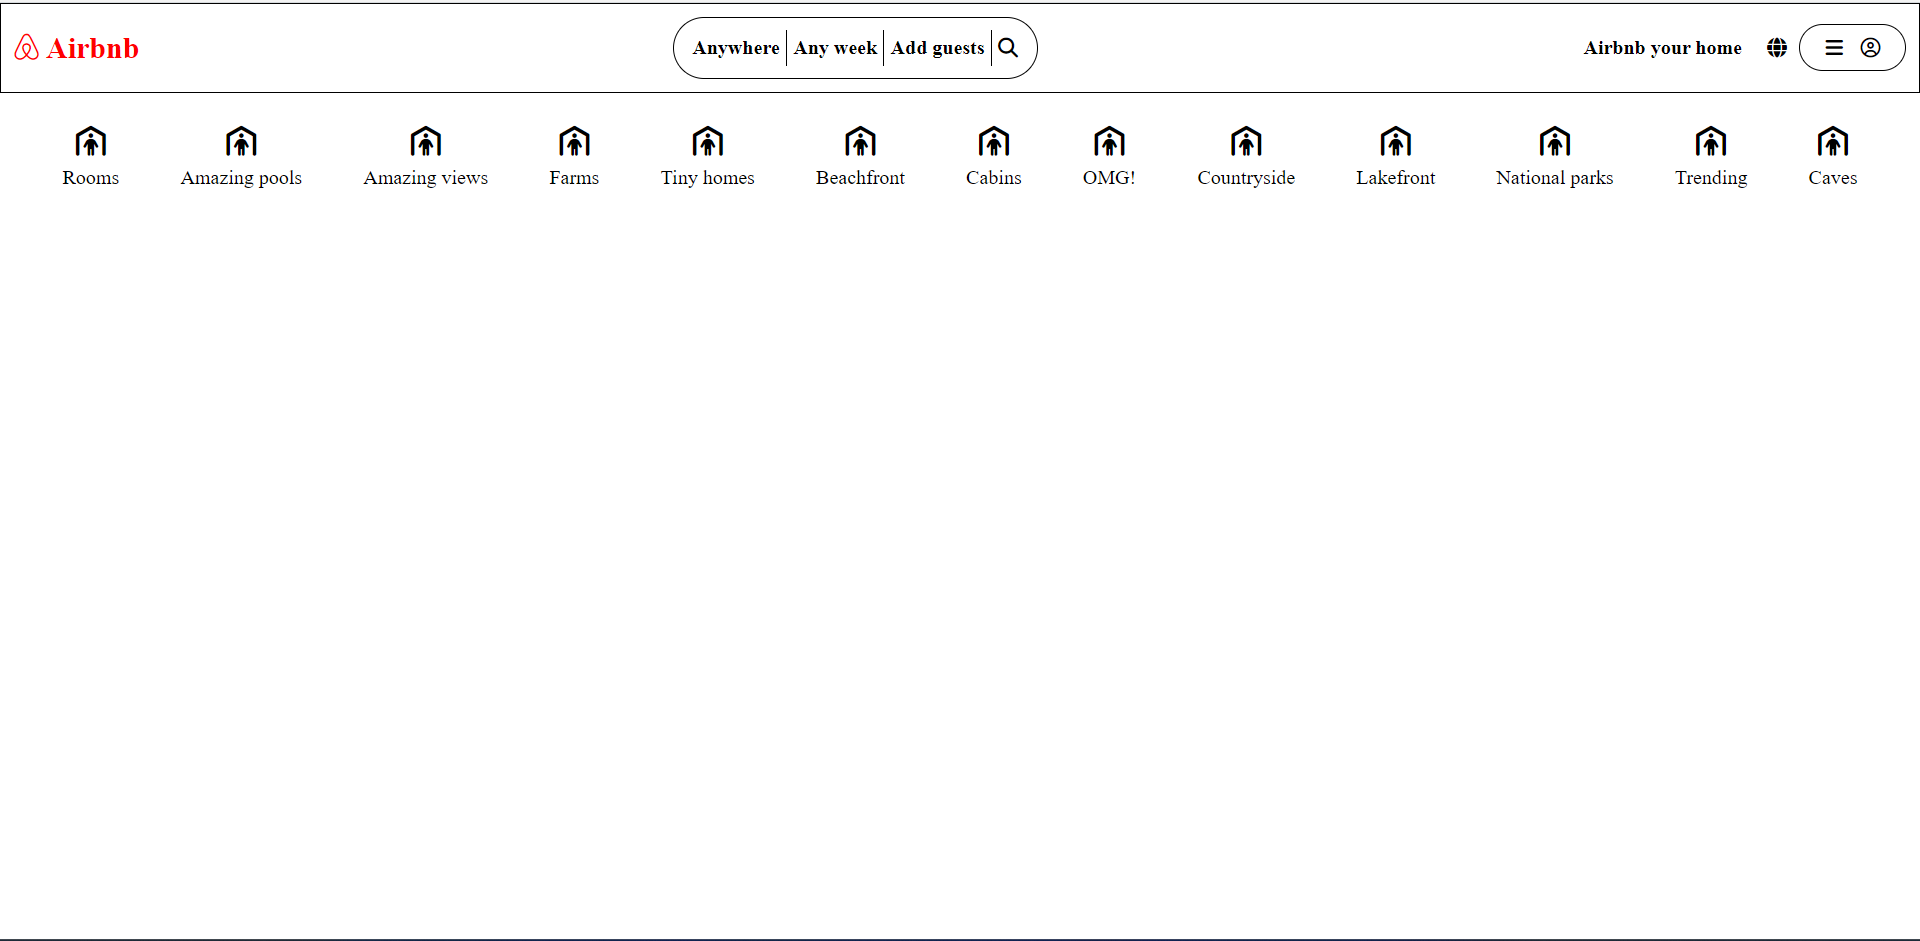 Airbnb Anywhere Any week Add guests Airbnb your home
Rooms Amazing pools Amazing views Farms Tiny homes Beachfront Cabins OMG! Countryside Lakefront National parks Trending Caves